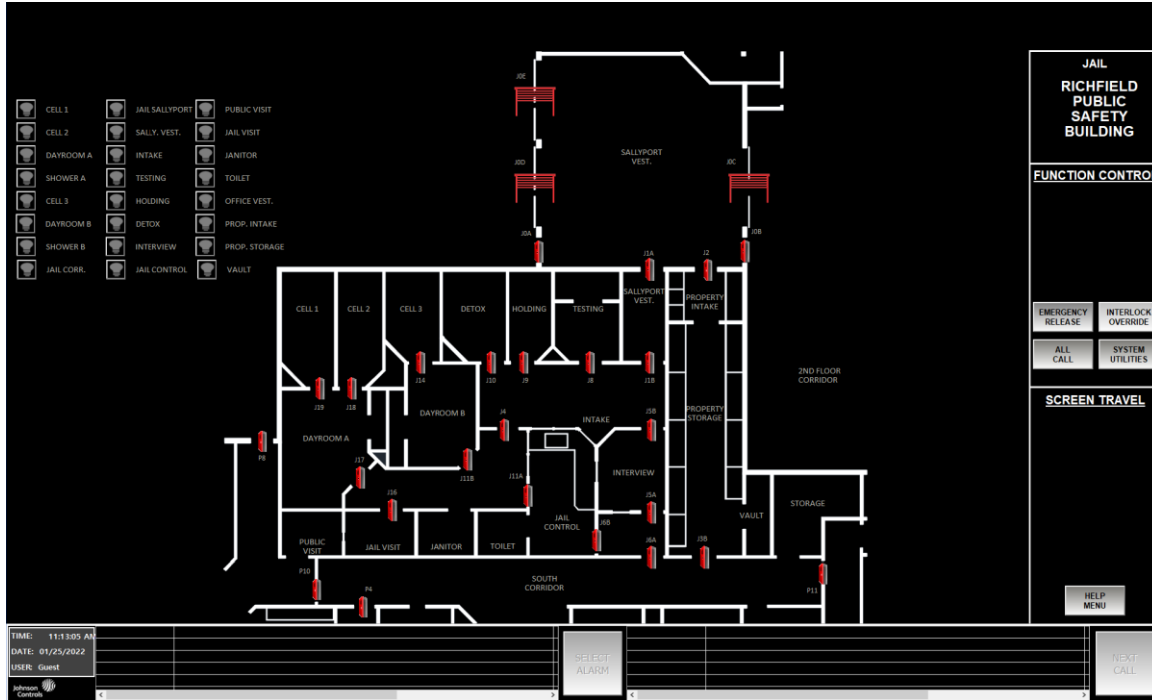 JAIL
RICHFIELD
PUBLIC
SAFETY
BUILDING
FUNCTION CONTROL
EMERGENCY
RELEASE
INTERLOCK
OVERRIDE
ALL
CALL
SYSTEM
UTILITIES
SCREEN TRAVEL
HELP
MENU
CELL 1
JAIL SALLYPORT
PUBLIC VISIT
CELL 2
SALLY. VEST.
JAIL VISIT
DAYROOM A
INTAKE
JANITOR
SHOWER A
TESTING
TOILET
CELL 3
HOLDING
OFFICE VEST.
DAYROOM B
DETOX
PROP. INTAKE
SHOWER B
INTERVIEW
PROP. STORAGE
JAIL CORR.
JAIL CONTROL
VAULT
J0E
SALLYPORT
VEST.
J0D
J0C
J0A
J0B
J1A
J2
SALLYPORT
VEST.
PROPERTY
INTAKE
CELL 1
CELL 2
CELL 3
DETOX
HOLDING
TESTING
J19
J18
J14
J10
J9
J8
J1B
2ND FLOOR
CORRIDOR
DAYROOM A
DAYROOM B
J4
INTAKE
J5B
PROPERTY
STORAGE
P8
J17
J11B
J11A
INTERVIEW
J16
J5A
JAIL
CONTROL
J6B
VAULT
STORAGE
PUBLIC
VISIT
JAIL VISIT
JANITOR
TOILET
J6A
J3B
P10
P4
SOUTH
CORRIDOR
P11
TIME: 11:13:05 AM
DATE: 01/25/2022
USER: Guest
Johnson
Controls
SELECT
ALARM
NEXT
CALL